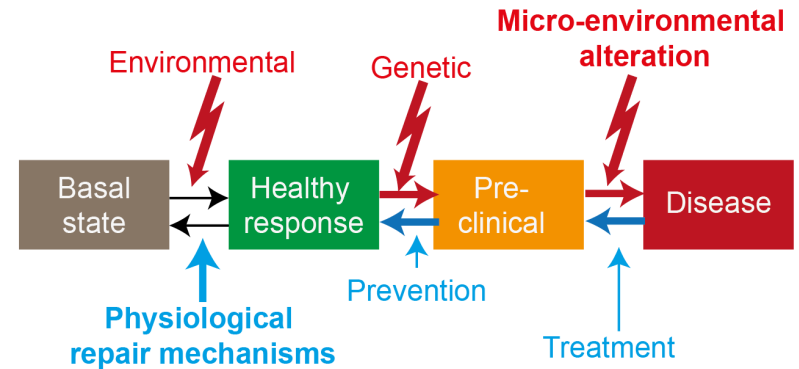 Micro-environmental
alteration
Environmental
Genetic
Basal
state
Healthy
response
Pre-
clinical
Disease
Prevention
Physiological
repair mechanisms
Treatment